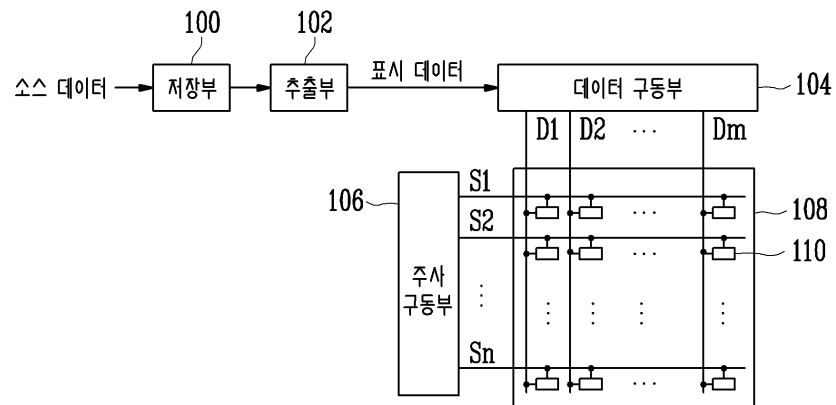 100
102
소스 데이터
저장부
추출부
표시 데이터
데이터 구동부
104
D1 D2 ··· Dm
106
S1
S2
Sn
주사
구동부
108
110